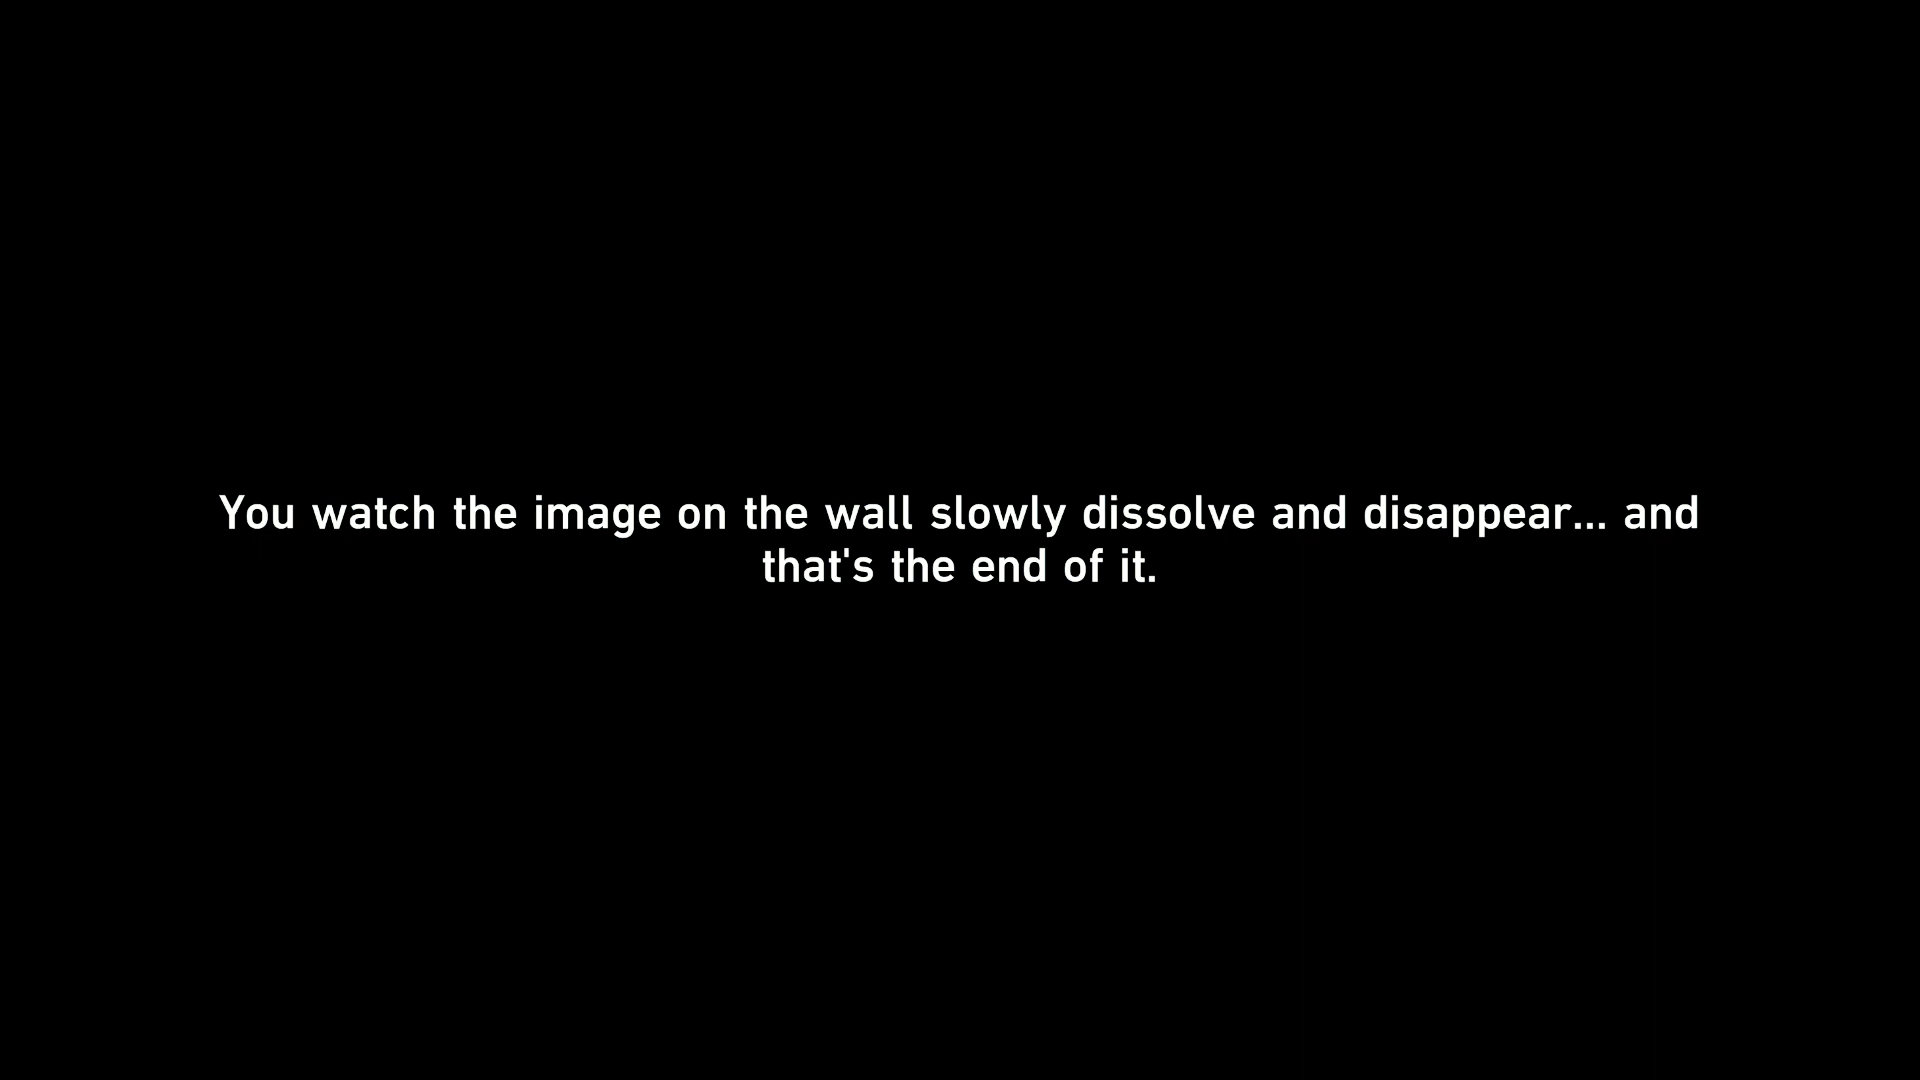 You watch the image on the wall slowly dissolve and disappear... and
that's the end of it.